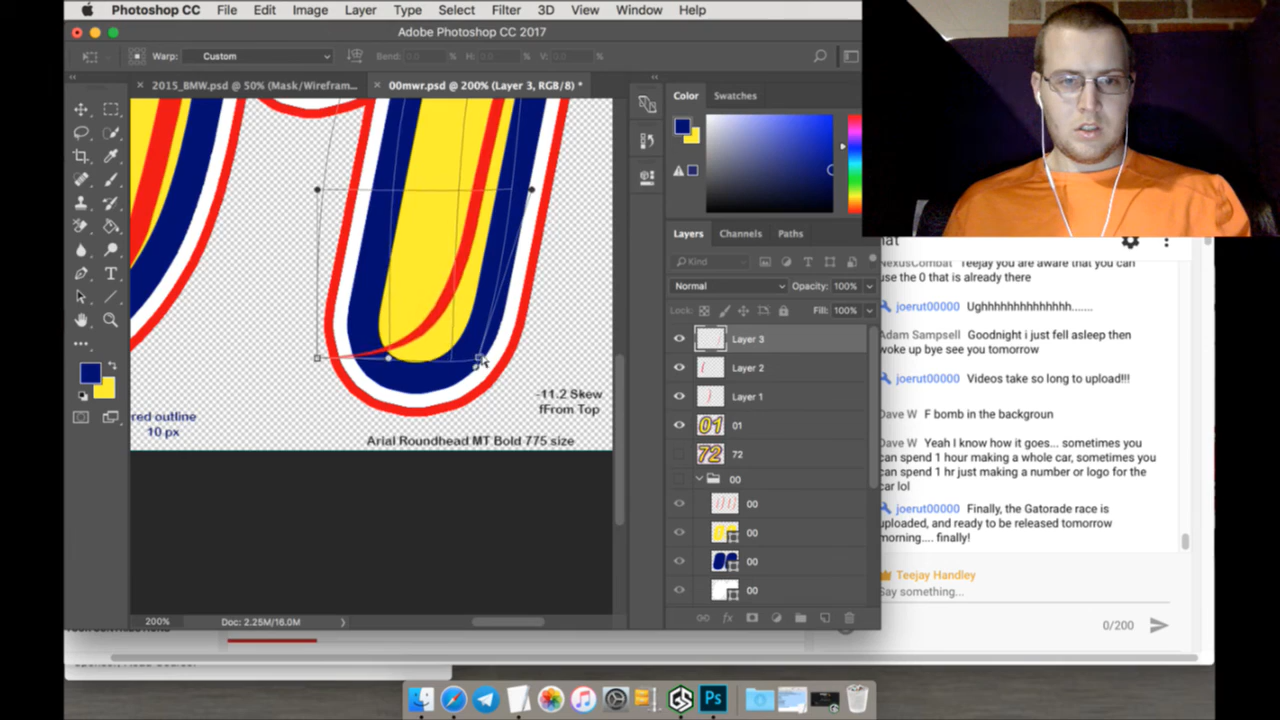 Photoshop CC File Edit Image Layer Type Select Filter 3D View Window Help
Adobe Photoshop CC 2017
Warp: Custom Bend: 0.0 % H: 0.0 % V: 0.0 %
2015_BMW.psd @ 50% (Mask/Wirefram... 00mwr.psd @ 200% (Layer 3, RGB/8) *
Color Swatches
Layers Channels Paths
Kind
Normal Opacity: 100%
Lock: Fill: 100%
Layer 3
Layer 2
Layer 1
01 01
72 72
00
00
00
00
00
red outline
10 px
-11.2 Skew
fFrom Top
Arial Roundhead MT Bold 775 size
200% Doc: 2.25M/16.0M
hat
NexusCombat Teejay you are aware that you can
use the 0 that is already there
joerut00000 Ughhhhhhhhhhhhh.......
Adam Sampsell Goodnight i just fell asleep then
woke up bye see you tomorrow
joerut00000 Videos take so long to upload!!!
Dave W F bomb in the backgroun
Dave W Yeah I know how it goes... sometimes you
can spend 1 hour making a whole car, sometimes you
can spend 1 hr just making a number or logo for the
car lol
joerut00000 Finally, the Gatorade race is
uploaded, and ready to be released tomorrow
morning.... finally!
Teejay Handley
Say something...
0/200
Ps